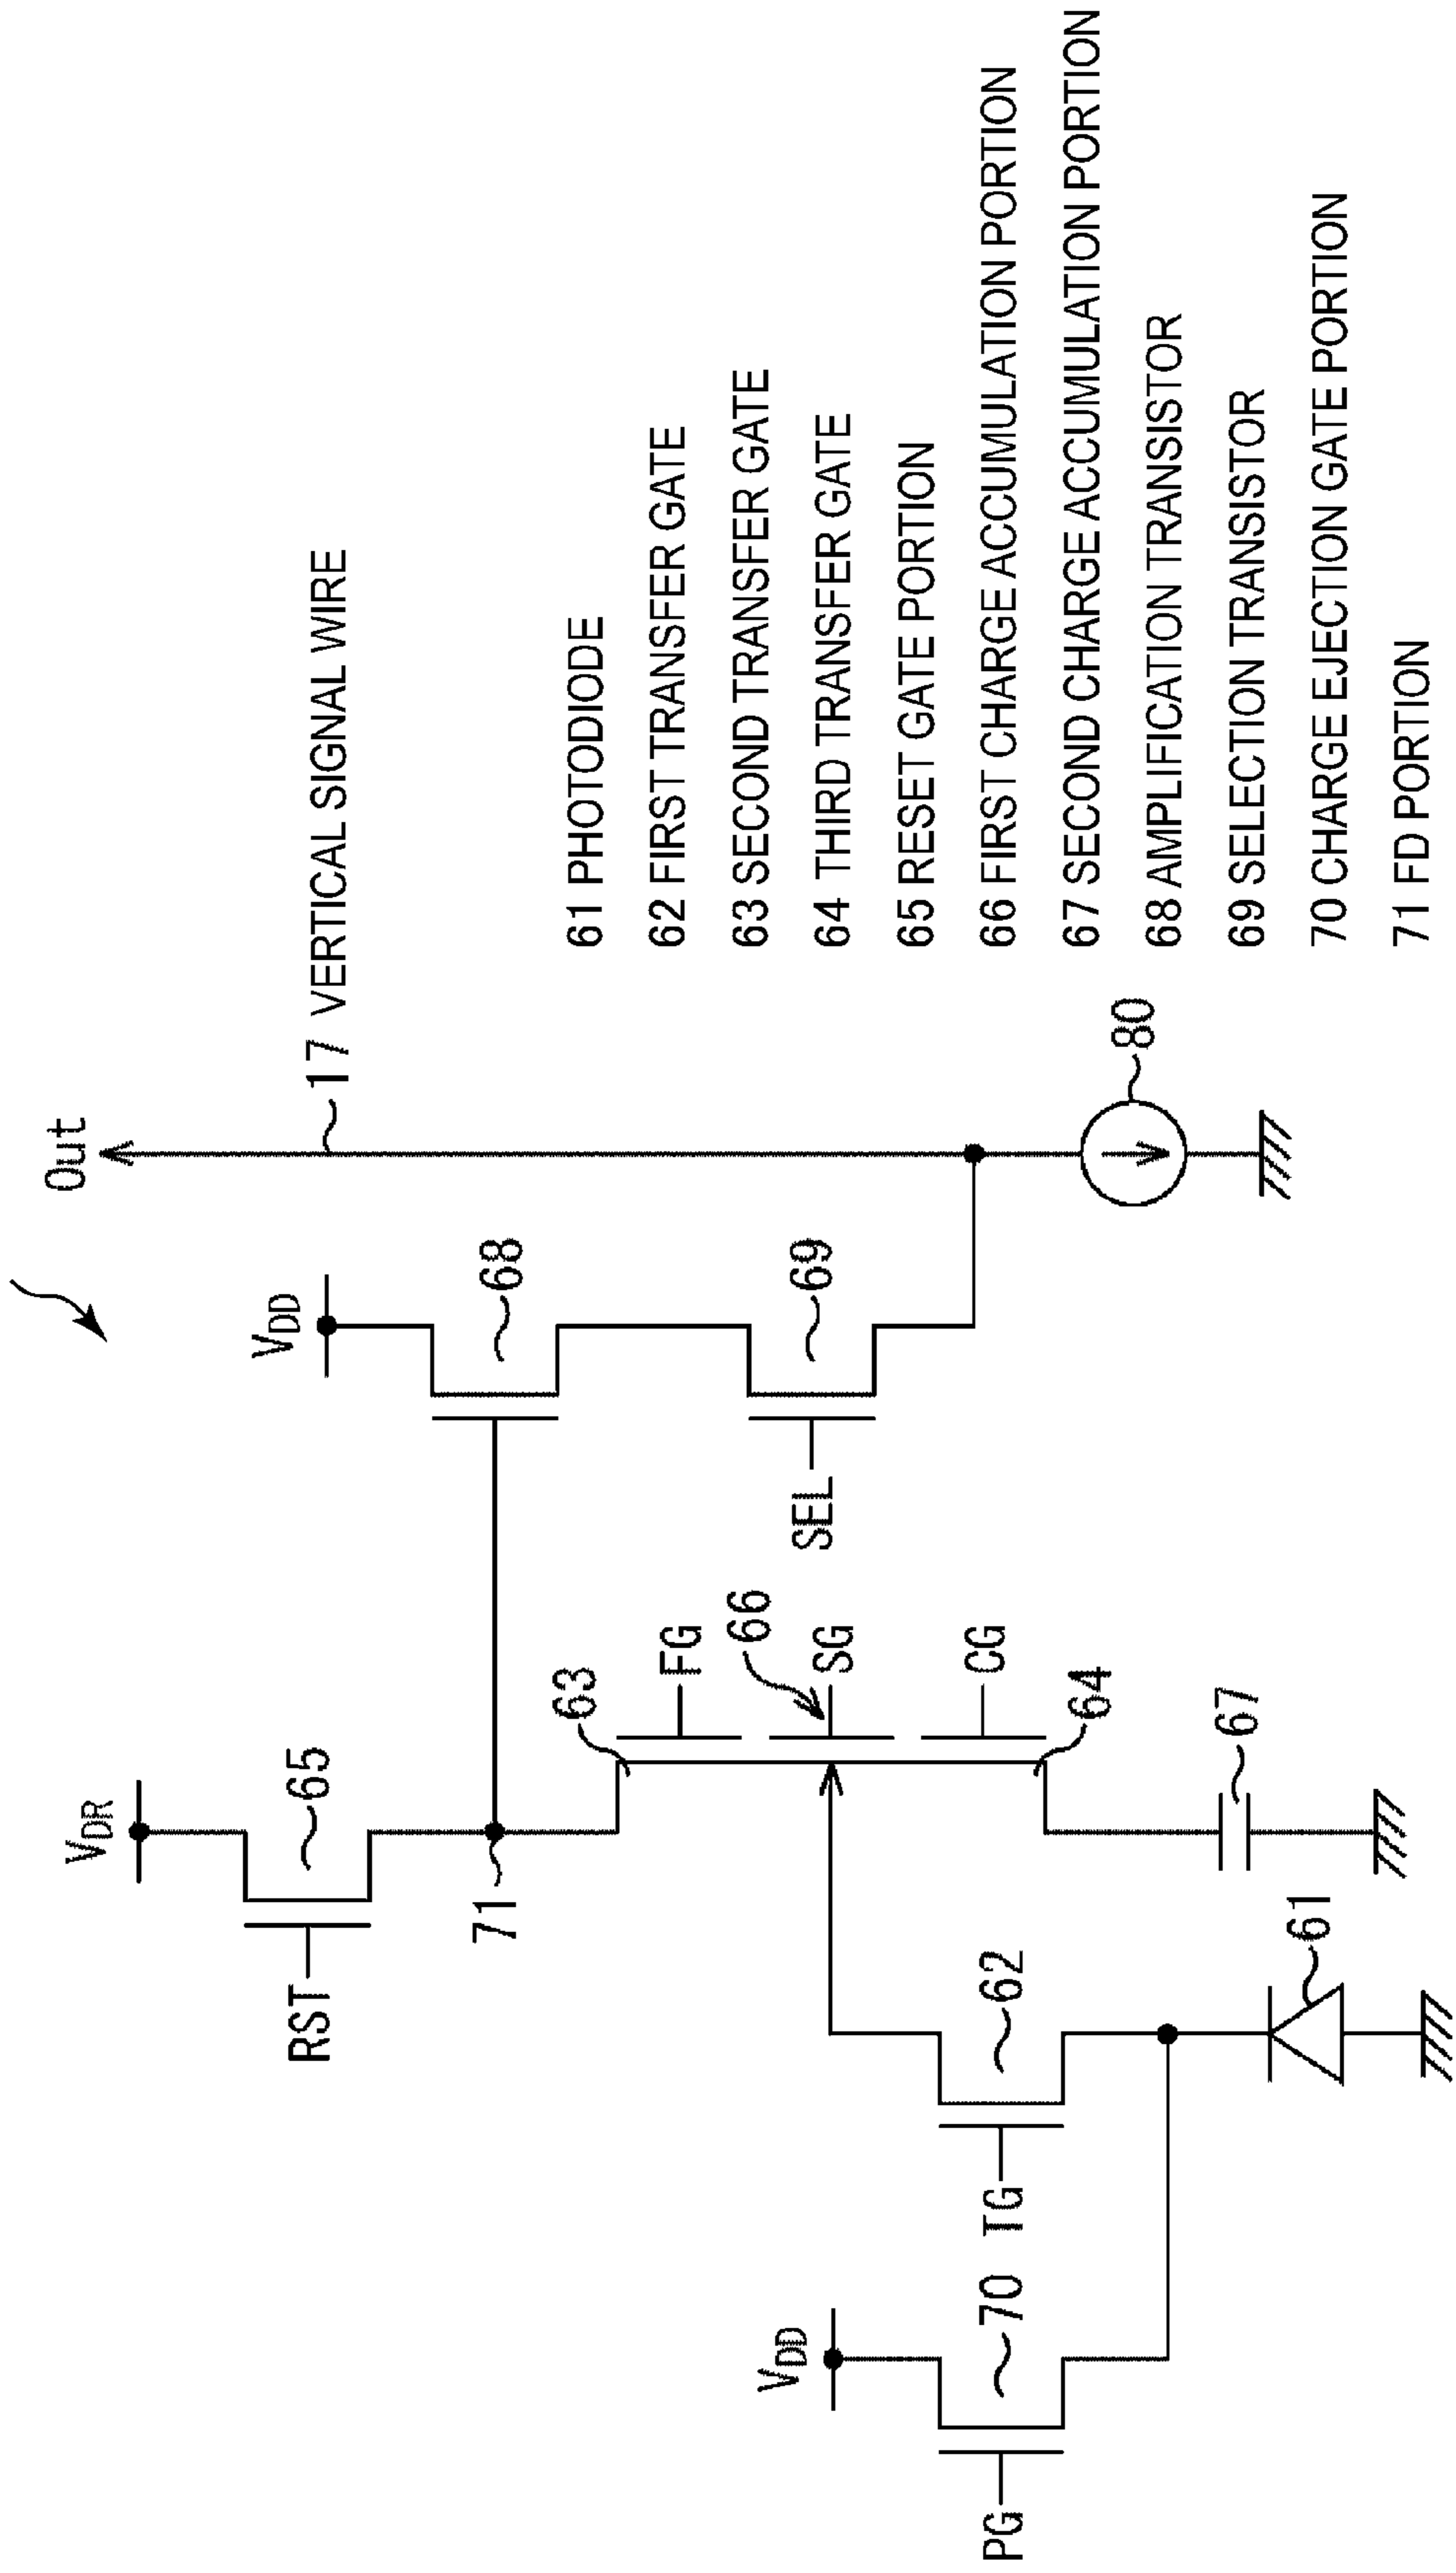 Out
17 VERTICAL SIGNAL WIRE
VDD
68
69
SEL
80
VDR
65
RST
71
63
FG
66
SG
CG
64
67
62
TG
61
VDD
70
PG
61 PHOTODIODE
62 FIRST TRANSFER GATE
63 SECOND TRANSFER GATE
64 THIRD TRANSFER GATE
65 RESET GATE PORTION
66 FIRST CHARGE ACCUMULATION PORTION
67 SECOND CHARGE ACCUMULATION PORTION
68 AMPLIFICATION TRANSISTOR
69 SELECTION TRANSISTOR
70 CHARGE EJECTION GATE PORTION
71 FD PORTION